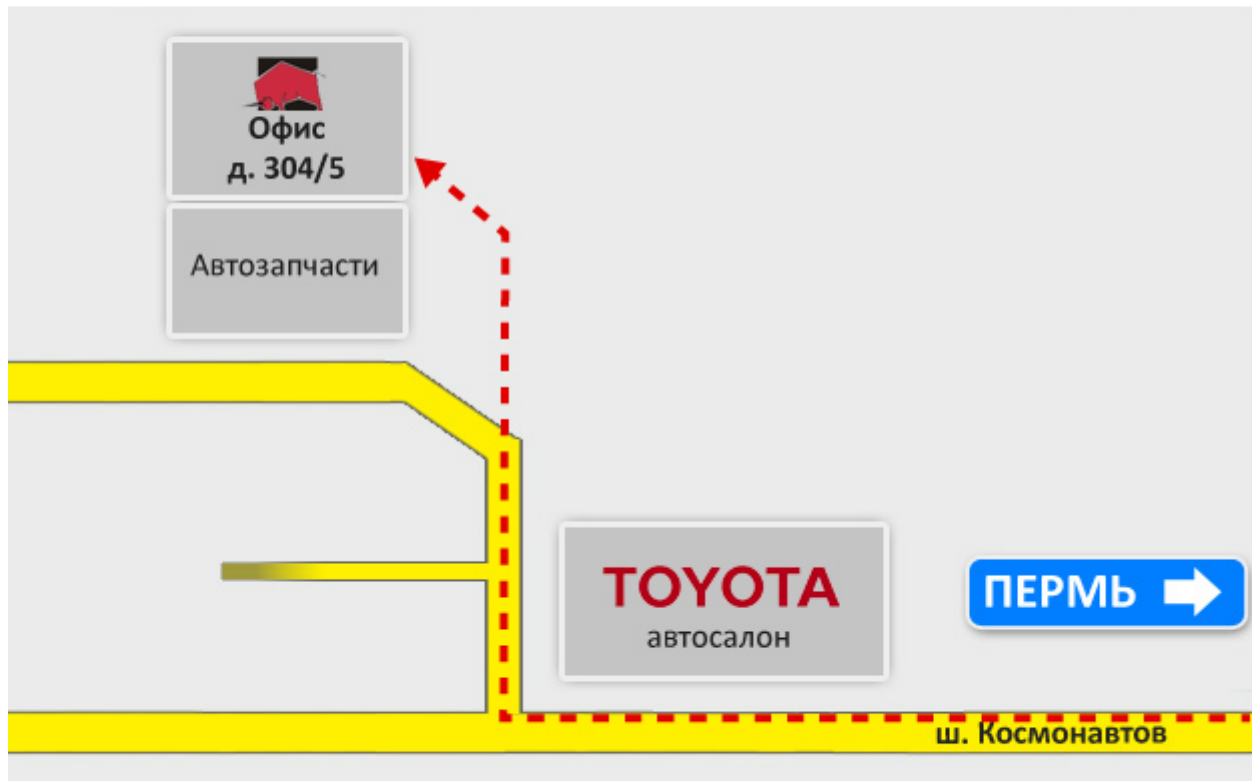 Офис
д. 304/5
Автозапчасти
TOYOTA
автосалон
ПЕРМЬ
ш. Космонавтов